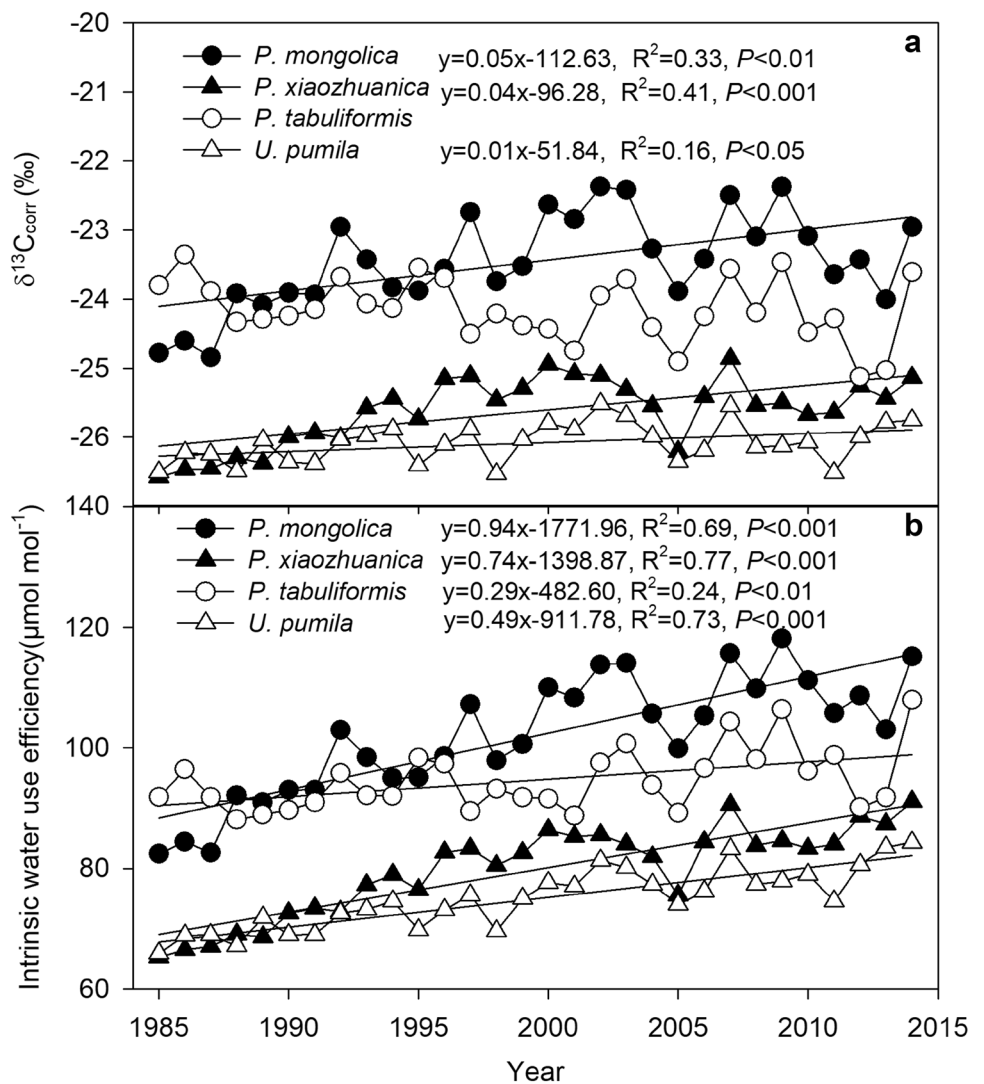 -20
a
P. mongolica y=0.05x-112.63, R²=0.33, P<0.01
-21
P. xiaozhuanica y=0.04x-96.28, R²=0.41, P<0.001
P. tabuliformis
U. pumila y=0.01x-51.84, R²=0.16, P<0.05
-22
-23
-24
-25
-26
δ¹³Ccorr (‰)
140
b
P. mongolica y=0.94x-1771.96, R²=0.69, P<0.001
P. xiaozhuanica y=0.74x-1398.87, R²=0.77, P<0.001
P. tabuliformis y=0.29x-482.60, R²=0.24, P<0.01
U. pumila y=0.49x-911.78, R²=0.73, P<0.001
120
100
80
60
Intrinsic water use efficiency(μmol mol⁻¹)
1985 1990 1995 2000 2005 2010 2015
Year